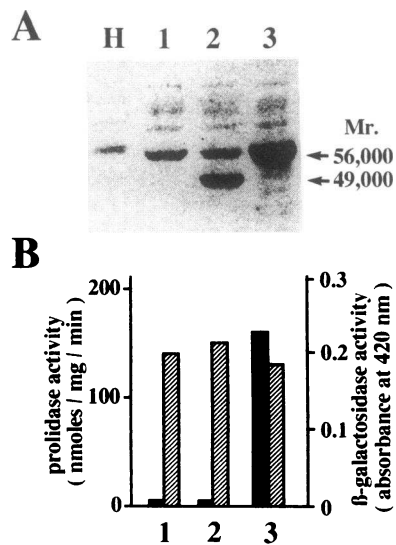 A
H 1 2 3
Mr.
56,000
49,000
B
prolidase activity
( nmoles / mg / min )
200
100
0
0.3
0.2
0.1
0
ß-galactosidase activity
( absorbance at 420 nm )
1 2 3